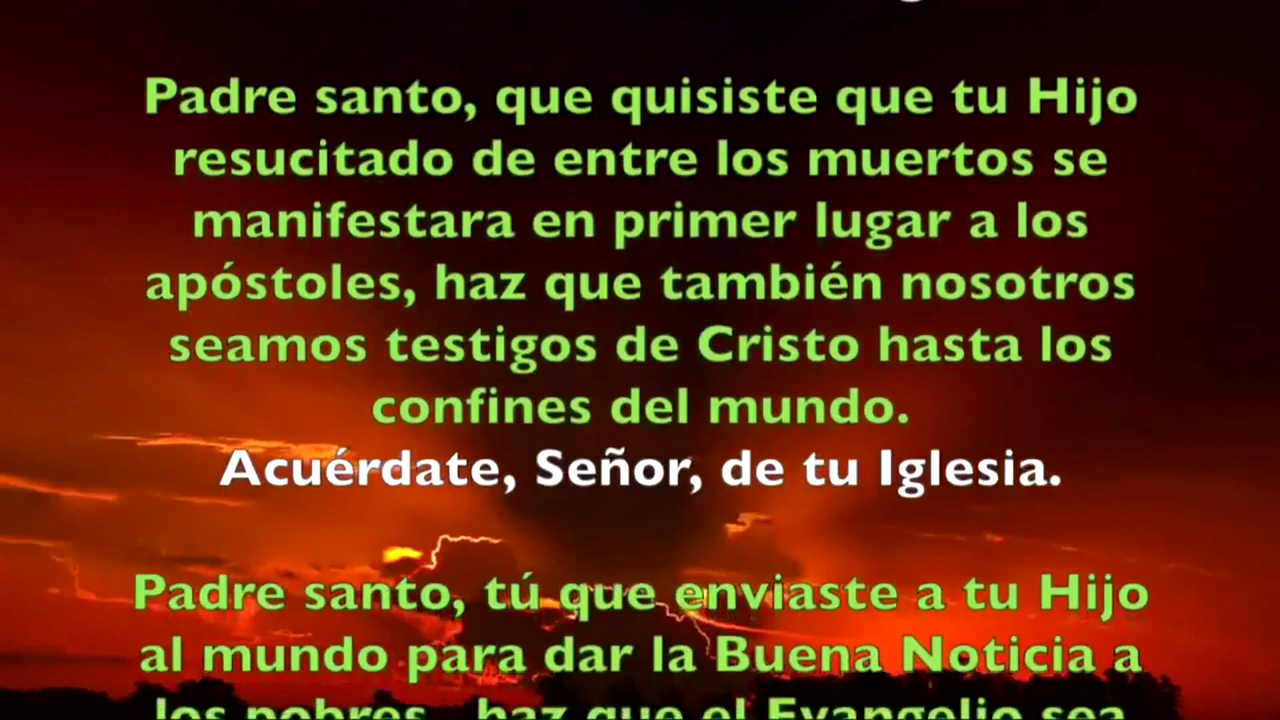 Padre santo, que quisiste que tu Hijo
resucitado de entre los muertos se
manifestara en primer lugar a los
apóstoles, haz que también nosotros
seamos testigos de Cristo hasta los
confines del mundo.
Acuérdate, Señor, de tu Iglesia.
Padre santo, tú que enviaste a tu Hijo
al mundo para dar la Buena Noticia a
los pobres, haz que el Evangelio sea